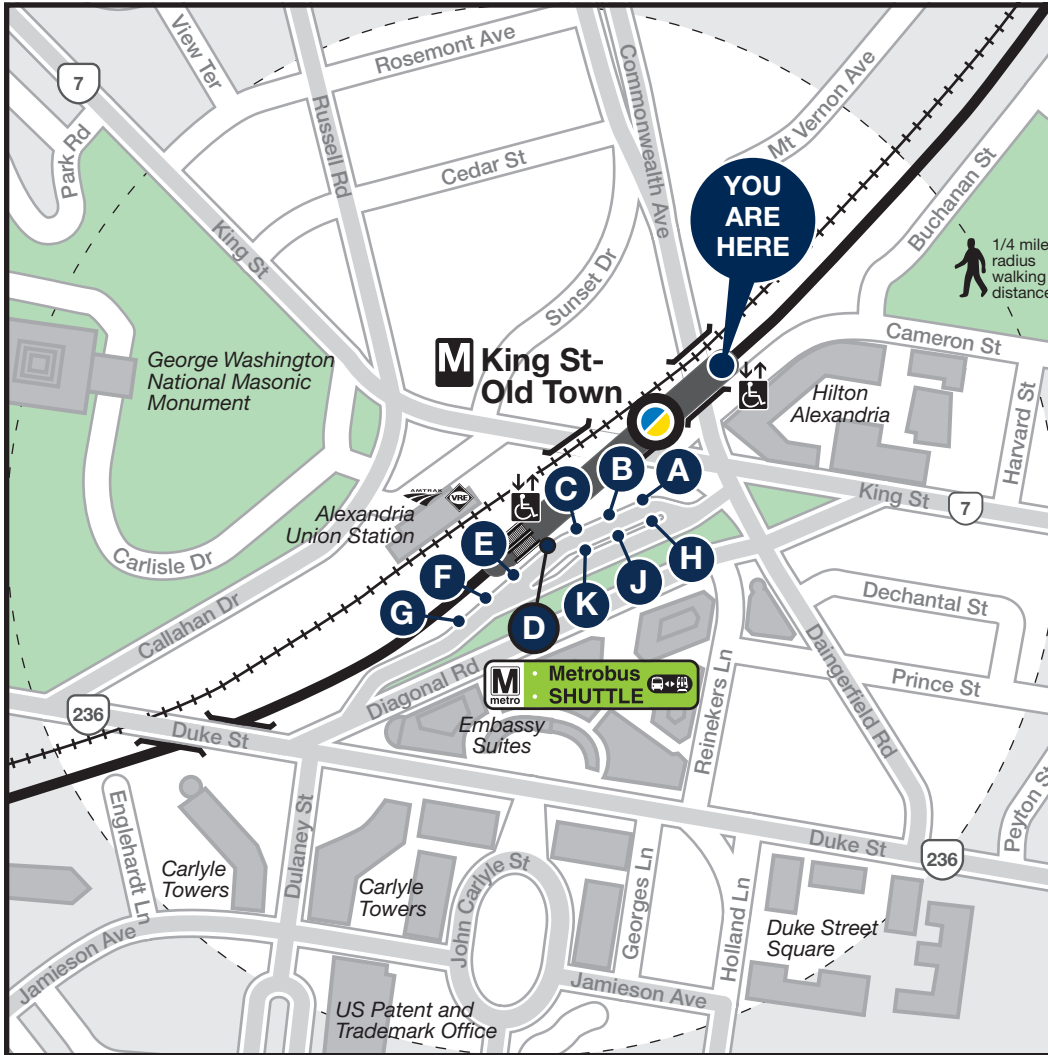 View Ter
Rosemont Ave
7
Park Rd
Russell Rd
Commonwealth Ave
Mt Vernon Ave
Cedar St
King St
YOU
ARE
HERE
Buchanan St
1/4 mile
radius
walking
distance
Sunset Dr
George Washington
National Masonic
Monument
M King St-
Old Town
Cameron St
Hilton
Alexandria
Harvard St
AMTRAK
VRE
Alexandria
Union Station
C
B
A
King St
7
Carlisle Dr
E
F
G
D
K
J
H
Callahan Dr
Dechantal St
Diagonal Rd
M
metro
· Metrobus
· SHUTTLE
Reinekers Ln
Daingerfield Rd
Prince St
236
Duke St
Embassy
Suites
Englehardt Ln
Dulaney St
Peyton St
Duke St
236
Carlyle
Towers
Carlyle
Towers
John Carlyle St
Georges Ln
Holland Ln
Duke Street
Square
Jamieson Ave
Jamieson Ave
US Patent and
Trademark Office